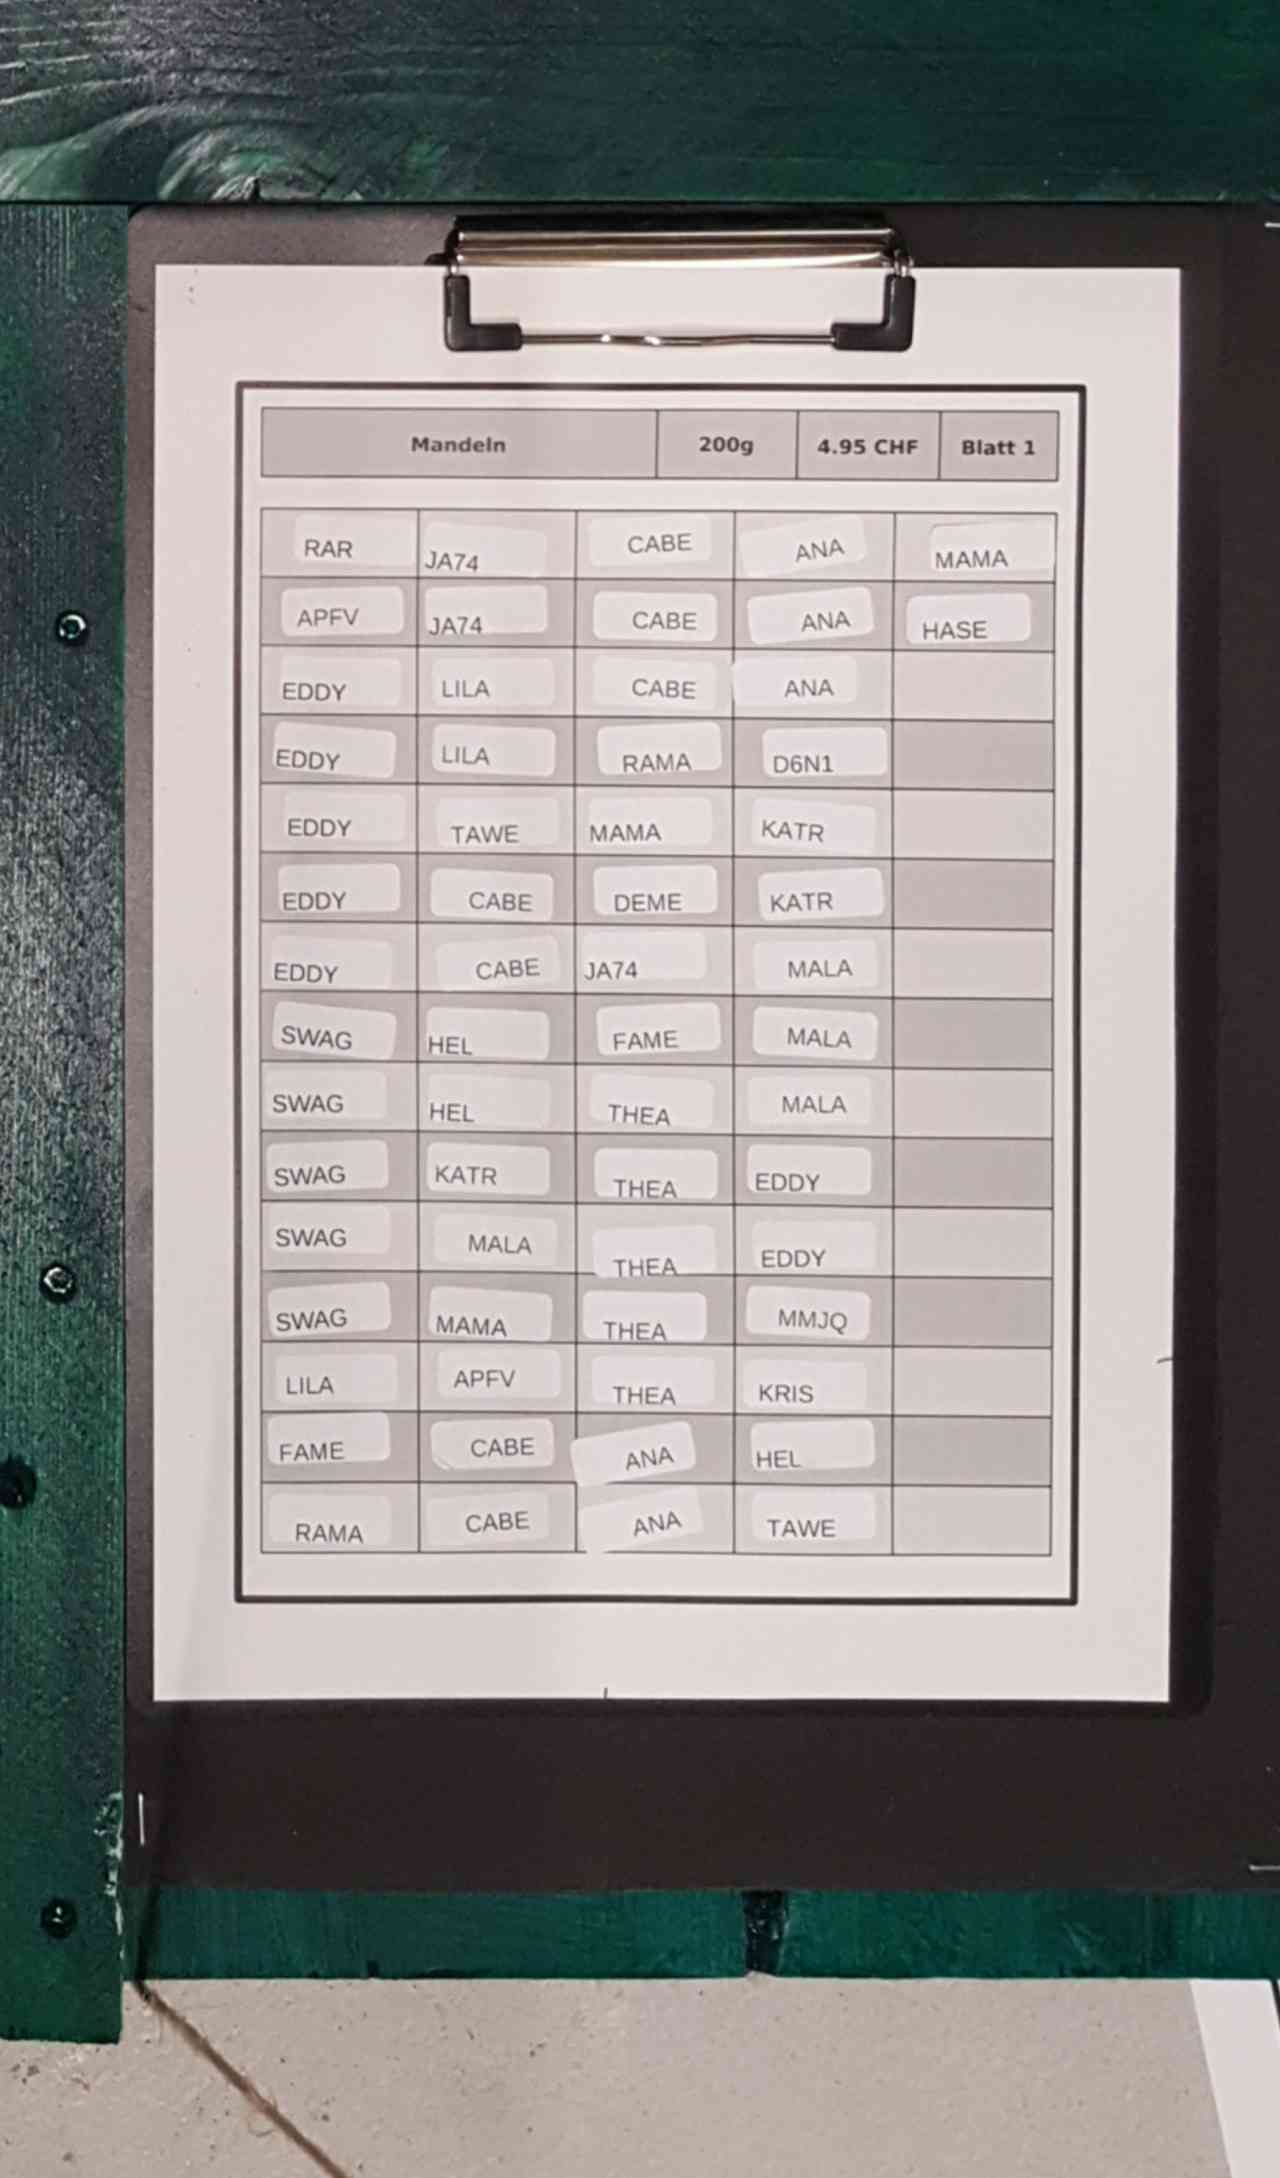 Mandeln 200g 4.95 CHF Blatt 1
RAR JA74 CABE ANA MAMA
APFV JA74 CABE ANA HASE
EDDY LILA CABE ANA
EDDY LILA RAMA D6N1
EDDY TAWE MAMA KATR
EDDY CABE DEME KATR
EDDY CABE JA74 MALA
SWAG HEL FAME MALA
SWAG HEL THEA MALA
SWAG KATR THEA EDDY
SWAG MALA THEA EDDY
SWAG MAMA THEA MMJQ
LILA APFV THEA KRIS
FAME CABE ANA HEL
RAMA CABE ANA TAWE